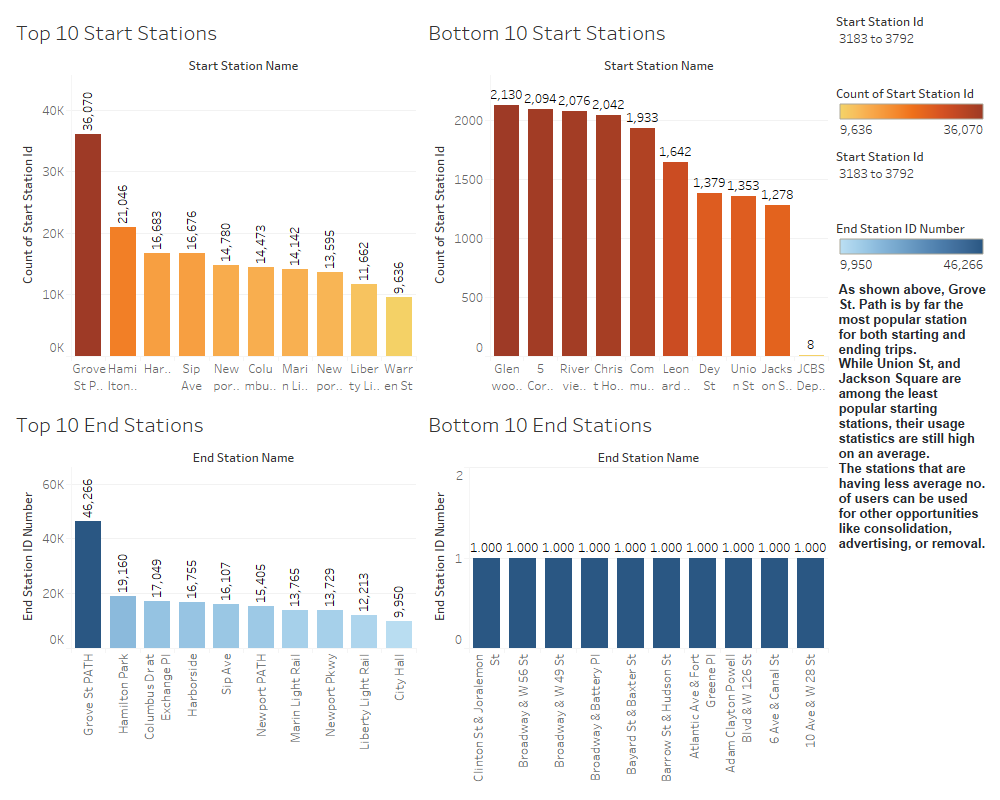 Top 10 Start Stations
Start Station Name
Count of Start Station Id
40K
30K
20K
10K
0K
36,070
21,046
16,683
16,676
14,780
14,473
14,142
13,595
11,662
9,636
Grove St P..
Hami lton..
Har..
Sip Ave
New por..
Colu mbu..
Mari n Li..
New por..
Liber ty Li..
Warr en St
Bottom 10 Start Stations
Start Station Name
Count of Start Station Id
2000
1500
1000
500
0
2,130
2,094
2,076
2,042
1,933
1,642
1,379
1,353
1,278
8
Glen woo..
5 Cor..
River vie..
Chris t Ho..
Com mu..
Leon ard ..
Dey St
Unio n St
Jacks on S..
JCBS Dep..
Top 10 End Stations
End Station Name
End Station ID Number
60K
40K
20K
0K
46,266
19,160
17,049
16,755
16,107
15,405
13,765
13,729
12,213
9,950
Grove St PATH
Hamilton Park
Columbus Dr at
Exchange Pl
Harborside
Sip Ave
Newport PATH
Marin Light Rail
Newport Pkwy
Liberty Light Rail
City Hall
Bottom 10 End Stations
End Station Name
End Station ID Number
2
1
0
1.000
1.000
1.000
1.000
1.000
1.000
1.000
1.000
1.000
1.000
Clinton St & Joralemon
St
Broadway & W 56 St
Broadway & W 49 St
Broadway & Battery Pl
Bayard St & Baxter St
Barrow St & Hudson St
Atlantic Ave & Fort
Greene Pl
Adam Clayton Powell
Blvd & W 126 St
6 Ave & Canal St
10 Ave & W 28 St
Start Station Id
3183 to 3792
Count of Start Station Id
9,636 36,070
Start Station Id
3183 to 3792
End Station ID Number
9,950 46,266
As shown above, Grove
St. Path is by far the
most popular station
for both starting and
ending trips.
While Union St, and
Jackson Square are
among the least
popular starting
stations, their usage
statistics are still high
on an average.
The stations that are
having less average no.
of users can be used
for other opportunities
like consolidation,
advertising, or removal.